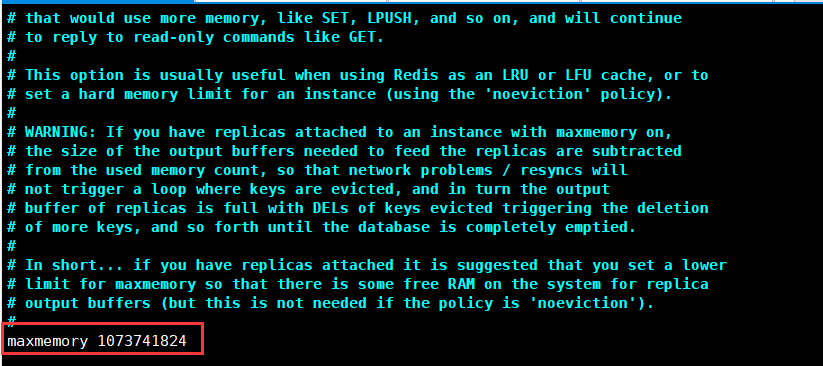 # that would use more memory, like SET, LPUSH, and so on, and will continue
# to reply to read-only commands like GET.
#
# This option is usually useful when using Redis as an LRU or LFU cache, or to
# set a hard memory limit for an instance (using the 'noeviction' policy).
#
# WARNING: If you have replicas attached to an instance with maxmemory on,
# the size of the output buffers needed to feed the replicas are subtracted
# from the used memory count, so that network problems / resyncs will
# not trigger a loop where keys are evicted, and in turn the output
# buffer of replicas is full with DELs of keys evicted triggering the deletion
# of more keys, and so forth until the database is completely emptied.
#
# In short... if you have replicas attached it is suggested that you set a lower
# limit for maxmemory so that there is some free RAM on the system for replica
# output buffers (but this is not needed if the policy is 'noeviction').
#
maxmemory 1073741824